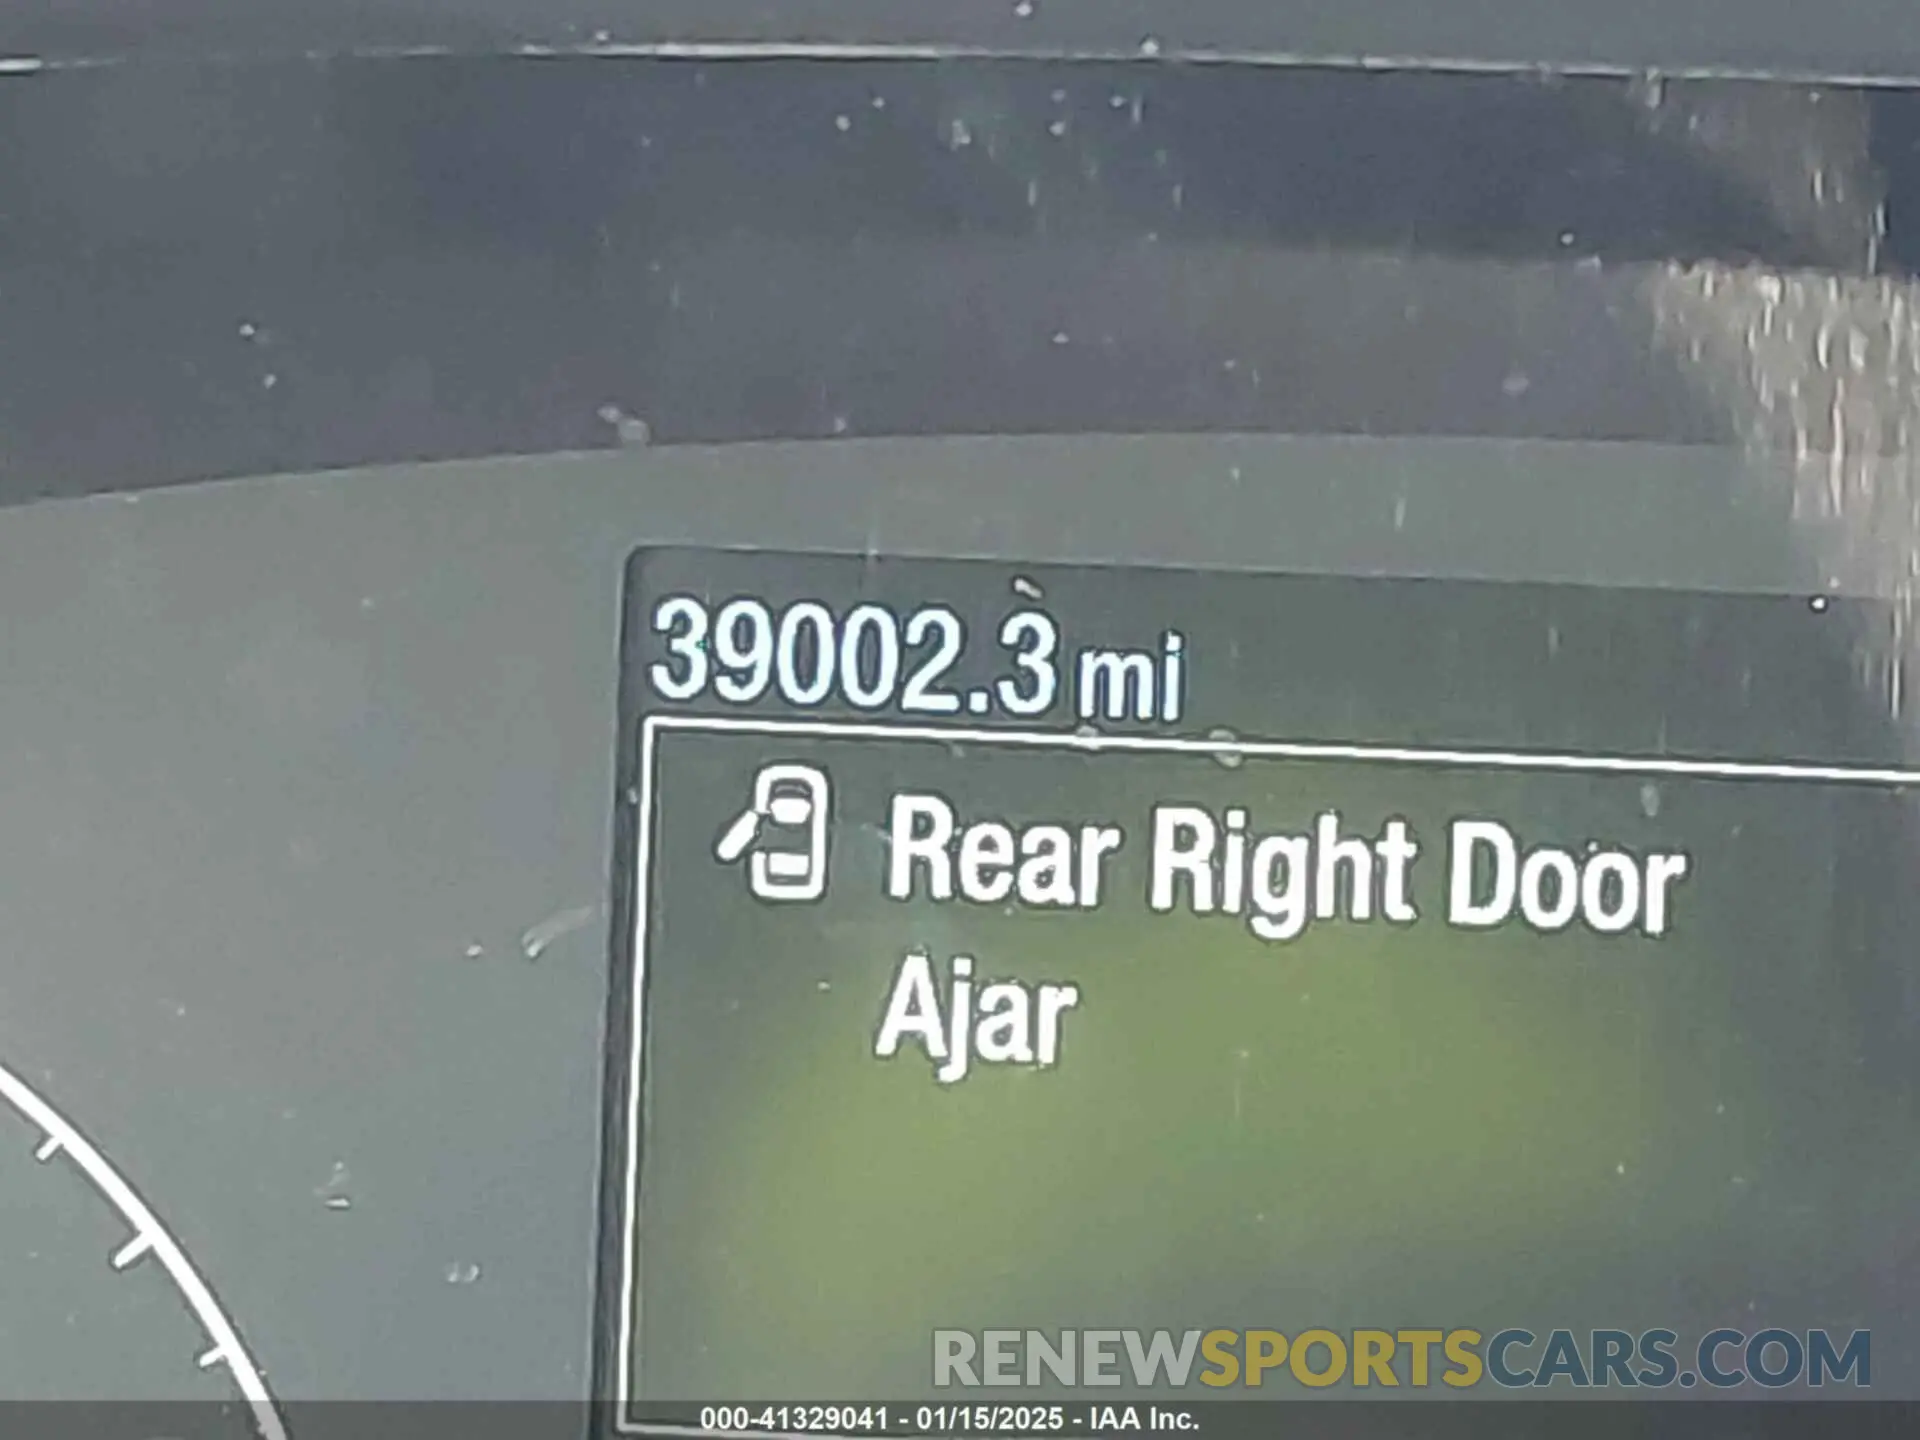 39002.3 mi
Rear Right Door
Ajar
RENEWSPORTSCARS.COM
000-41329041 - 01/15/2025 - IAA Inc.